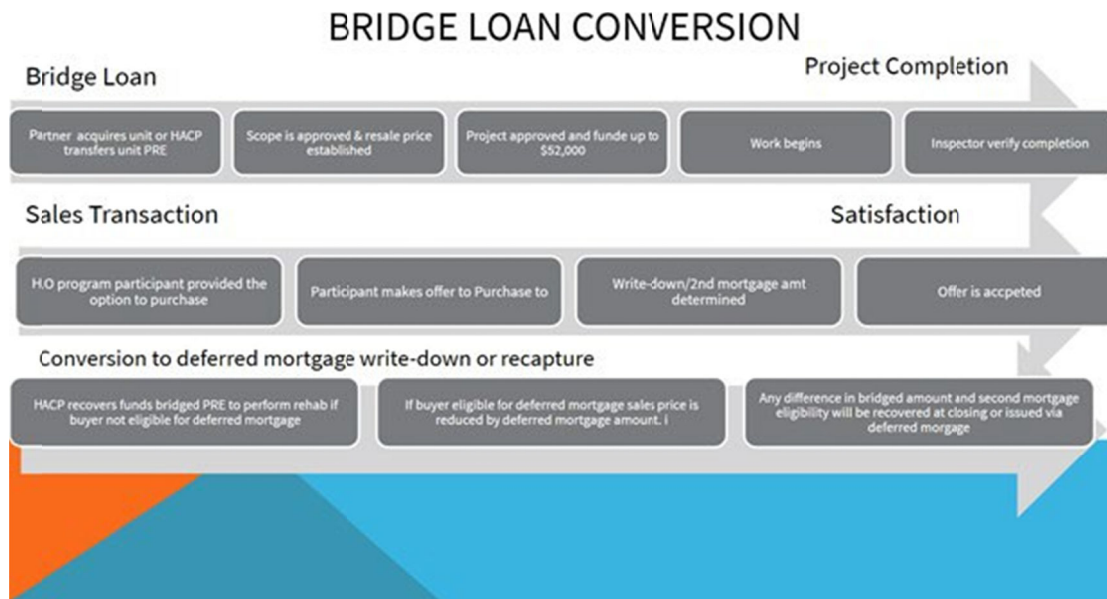 BRIDGE LOAN CONVERSION
Bridge Loan
Project Completion
Partner acquires unit or HACP
transfers unit PRE
Scope is approved & resale price
established
Project approved and funde up to
$52,000
Work begins
Inspector verify completion
Sales Transaction
Satisfaction
H.O program participant provided the
option to purchase
Participant makes offer to Purchase to
Write-down/2nd mortgage amt
determined
Offer is accpeted
Conversion to deferred mortgage write-down or recapture
HACP recovers funds bridged PRE to perform rehab if
buyer not eligible for deferred mortgage
If buyer eligible for deferred mortgage sales price is
reduced by deferred mortgage amount. i
Any difference in bridged amount and second mortgage
eligibility will be recovered at closing or issued via
deferred morgage